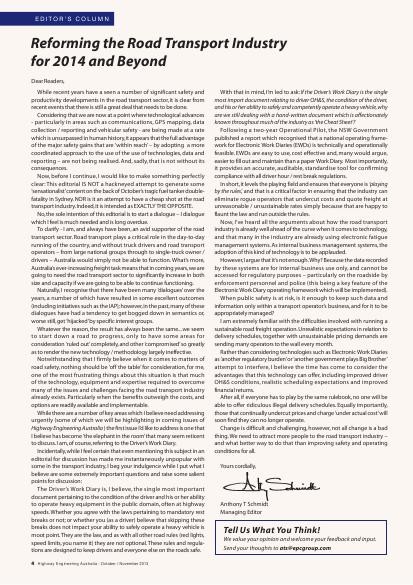 EDITOR'S COLUMN
Reforming the Road Transport Industry
for 2014 and Beyond
Dear Readers,
While recent years have a seen a number of significant safety and
productivity developments in the road transport sector, it is clear from
recent events that there is still a great deal that needs to be done.
Considering that we are now at a point where technological advances
- particularly in areas such as communications, GPS mapping, data
collection / reporting and vehicular safety - are being made at a rate
which is unsurpassed in human history, it appears that the full advantage
of the major safety gains that are 'within reach' – by adopting a more
coordinated approach to the use of the use of technologies, data and
reporting – are not being realised. And, sadly, that is not without its
consequences.
Now, before I continue, I would like to make something perfectly
clear: This editorial IS NOT a hackneyed attempt to generate some
'sensationalist' content on the back of October's tragic fuel tanker double-
fatality in Sydney, NOR is it an attempt to have a cheap shot at the road
transport industry. Indeed, it is intended as EXACTLY THE OPPOSITE.
No, the sole intention of this editorial is to start a dialogue – I dialogue
which I feel is much needed and is long overdue.
To clarify - I am, and always have been, an avid supporter of the road
transport sector. Road transport plays a critical role in the day-to-day
running of the country, and without truck drivers and road transport
operators – from large national groups through to single-truck owner /
drivers – Australia would simply not be able to function. What's more,
Australia's ever increasing freight task means that in coming years, we are
going to need the road transport sector to significantly increase in both
size and capacity if we are going to be able to continue functioning.
Naturally, I recognise that there have been many 'dialogues' over the
years, a number of which have resulted in some excellent outcomes
(including initiatives such as the IAP); however, in the past, many of these
dialogues have had a tendency to get bogged down in semantics or,
worse still, got 'hijacked' by specific interest groups.
Whatever the reason, the result has always been the same...we seem
to start down a road to progress, only to have some areas for
consideration 'ruled out' completely, and other 'compromised' so greatly
as to render the new technology / methodology largely ineffective.
Notwithstanding that I firmly believe when it comes to matters of
road safety, nothing should be 'off the table' for consideration, for me,
one of the most frustrating things about this situation is that much
of the technology, equipment and expertise required to overcome
many of the issues and challenges facing the road transport industry
already exists. Particularly when the benefits outweigh the costs, and
options are readily available and implementable.
While there are a number of key areas which I believe need addressing
urgently (some of which we will be highlighting in coming issues of
Highway Engineering Australia) the first issue I'd like to address is one that
I believe has become 'the elephant in the room' that many seem reticent
to discuss. I am, of course, referring to the Driver's Work Diary.
Incidentally, while I feel certain that even mentioning this subject in an
editorial for discussion has made me instantaneously unpopular with
some in the transport industry, I beg your indulgence while I put what I
believe are some extremely important questions and raise some salient
points for discussion:
The Driver's Work Diary is, I believe, the single most important
document pertaining to the condition of the driver and his or her ability
to operate heavy equipment in the public domain, often at highway
speeds. Whether you agree with the laws pertaining to mandatory rest
breaks or not; or whether you (as a driver) believe that skipping these
breaks does not impact your ability to safely operate a heavy vehicle is
moot point. They are the law, and as with all other road rules (red lights,
speed limits, you name it) they are not optional. These rules and regula-
tions are designed to keep drivers and everyone else on the roads safe.
With that in mind, I'm led to ask: If the Driver's Work Diary is the single
most import document relating to driver OH&S, the condition of the driver,
and his or her ability to safely and competently operate a heavy vehicle, why
are we still dealing with a hand-written document which is affectionately
known throughout much of the industry as 'the Cheat Sheet'?
Following a two-year Operational Pilot, the NSW Government
published a report which recognised that a national operating frame-
work for Electronic Work Diaries (EWDs) is technically and operationally
feasible. EWDs are easy to use, cost effective and, many would argue,
easier to fill out and maintain than a paper Work Diary. Most importantly,
it provides an accurate, auditable, standardise tool for confirming
compliance with all driver hour / rest break regulations.
In short, it levels the playing field and ensures that everyone is 'playing
by the rules', and that is a critical factor in ensuring that the industry can
eliminate rogue operators that undercut costs and quote freight at
unreasonable / unsustainable rates simply because that are happy to
flaunt the law and run outside the rules.
Now, I've heard all the arguments about how the road transport
industry is already well ahead of the curve when it comes to technology,
and that many in the industry are already using electronic fatigue
management systems. As internal business management systems, the
adoption of this kind of technology is to be applauded.
However, I argue that it's not enough. Why? Because the data recorded
by these systems are for internal business use only, and cannot be
accessed for regulatory purposes – particularly on the roadside by
enforcement personnel and police (this being a key feature of the
Electronic Work Diary operating framework which will be implemented).
When public safety is at risk, is it enough to keep such data and
information only within a transport operator's business, and for it to be
appropriately managed?
I am extremely familiar with the difficulties involved with running a
sustainable road freight operation. Unrealistic expectations in relation to
delivery schedules, together with unsustainable pricing demands are
sending many operators to the wall every month.
Rather than considering technologies such as Electronic Work Diaries
as 'another regulatory burden' or 'another government plays Big Brother'
attempt to interfere, I believe the time has come to consider the
advantages that this technology can offer, including improved driver
OH&S conditions, realistic scheduling expectations and improved
financial returns.
After all, if everyone has to play by the same rulebook, no one will be
able to offer ridiculous illegal delivery schedules. Equally importantly,
those that continually undercut prices and charge 'under actual cost' will
soon find they can no longer operate.
Change is difficult and challenging, however, not all change is a bad
thing. We need to attract more people to the road transport industry –
and what better way to do that than improving safety and operating
conditions for all.
Yours cordially,
Anthony T Schmidt
Managing Editor
Tell Us What You Think!
We value your opinion and welcome your feedback and input.
Send your thoughts to ats@epcgroup.com
4 Highway Engineering Australia - October / November 2013